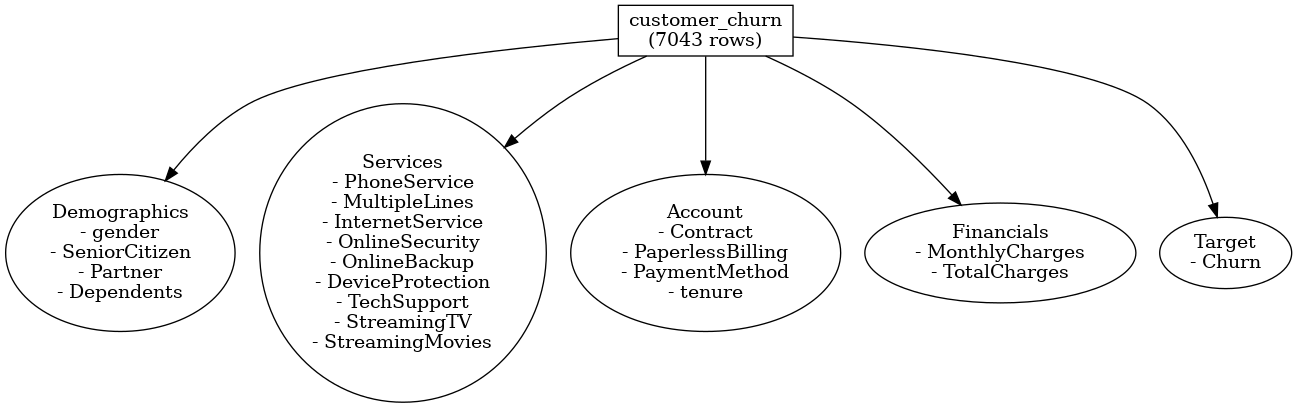 customer_churn
(7043 rows)
Demographics
- gender
- SeniorCitizen
- Partner
- Dependents
Services
- PhoneService
- MultipleLines
- InternetService
- OnlineSecurity
- OnlineBackup
- DeviceProtection
- TechSupport
- StreamingTV
- StreamingMovies
Account
- Contract
- PaperlessBilling
- PaymentMethod
- tenure
Financials
- MonthlyCharges
- TotalCharges
Target
- Churn